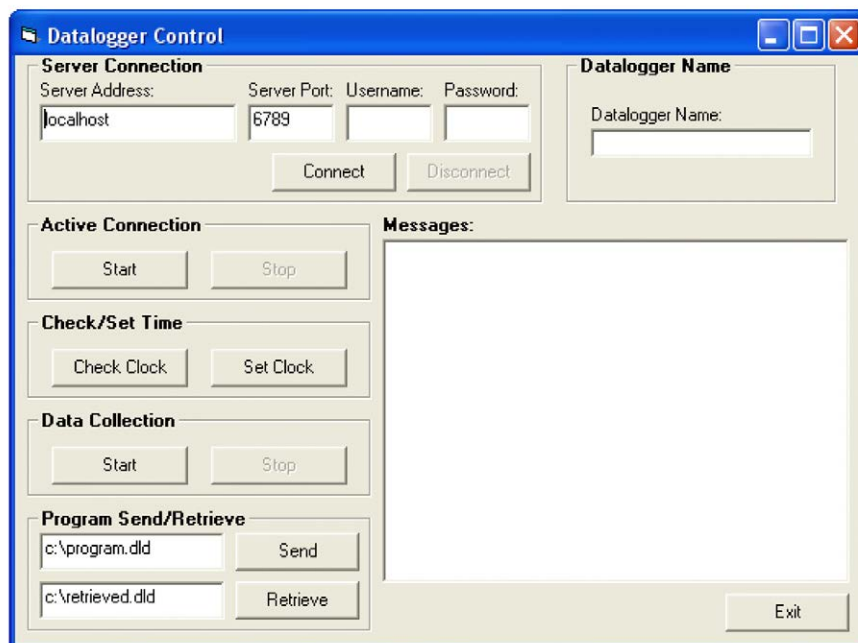 Datalogger Control
Server Connection
Server Address: Server Port: Username: Password:
localhost 6789
Connect Disconnect
Datalogger Name
Datalogger Name:
Active Connection
Start Stop
Messages:
Check/Set Time
Check Clock Set Clock
Data Collection
Start Stop
Program Send/Retrieve
c:\program.dld Send
c:\retrieved.dld Retrieve
Exit